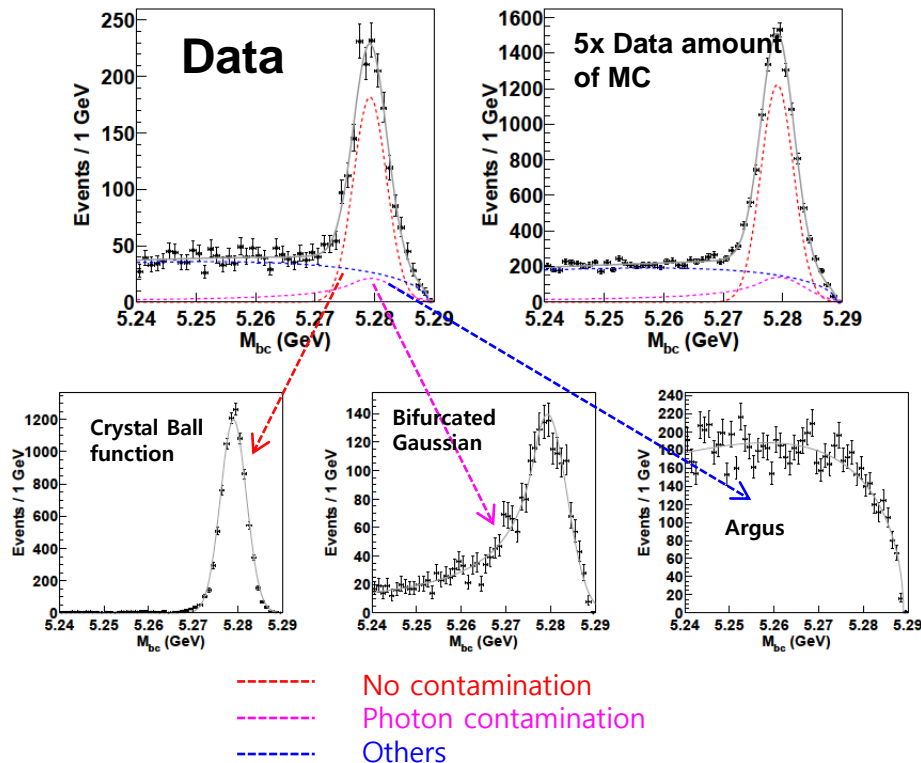 Data
5x Data amount
of MC
Events / 1 GeV
250
200
150
100
50
0
5.24 5.25 5.26 5.27 5.28 5.29
M_bc (GeV)
Events / 1 GeV
1600
1400
1200
1000
800
600
400
200
0
5.24 5.25 5.26 5.27 5.28 5.29
M_bc (GeV)
Crystal Ball
function
Events / 1 GeV
1200
1000
800
600
400
200
0
5.24 5.25 5.26 5.27 5.28 5.29
M_bc (GeV)
Bifurcated
Gaussian
Events / 1 GeV
140
120
100
80
60
40
20
0
5.24 5.25 5.26 5.27 5.28 5.29
M_bc (GeV)
Argus
Events / 1 GeV
240
220
200
180
160
140
120
100
80
60
40
20
0
5.24 5.25 5.26 5.27 5.28 5.29
M_bc (GeV)
No contamination
Photon contamination
Others